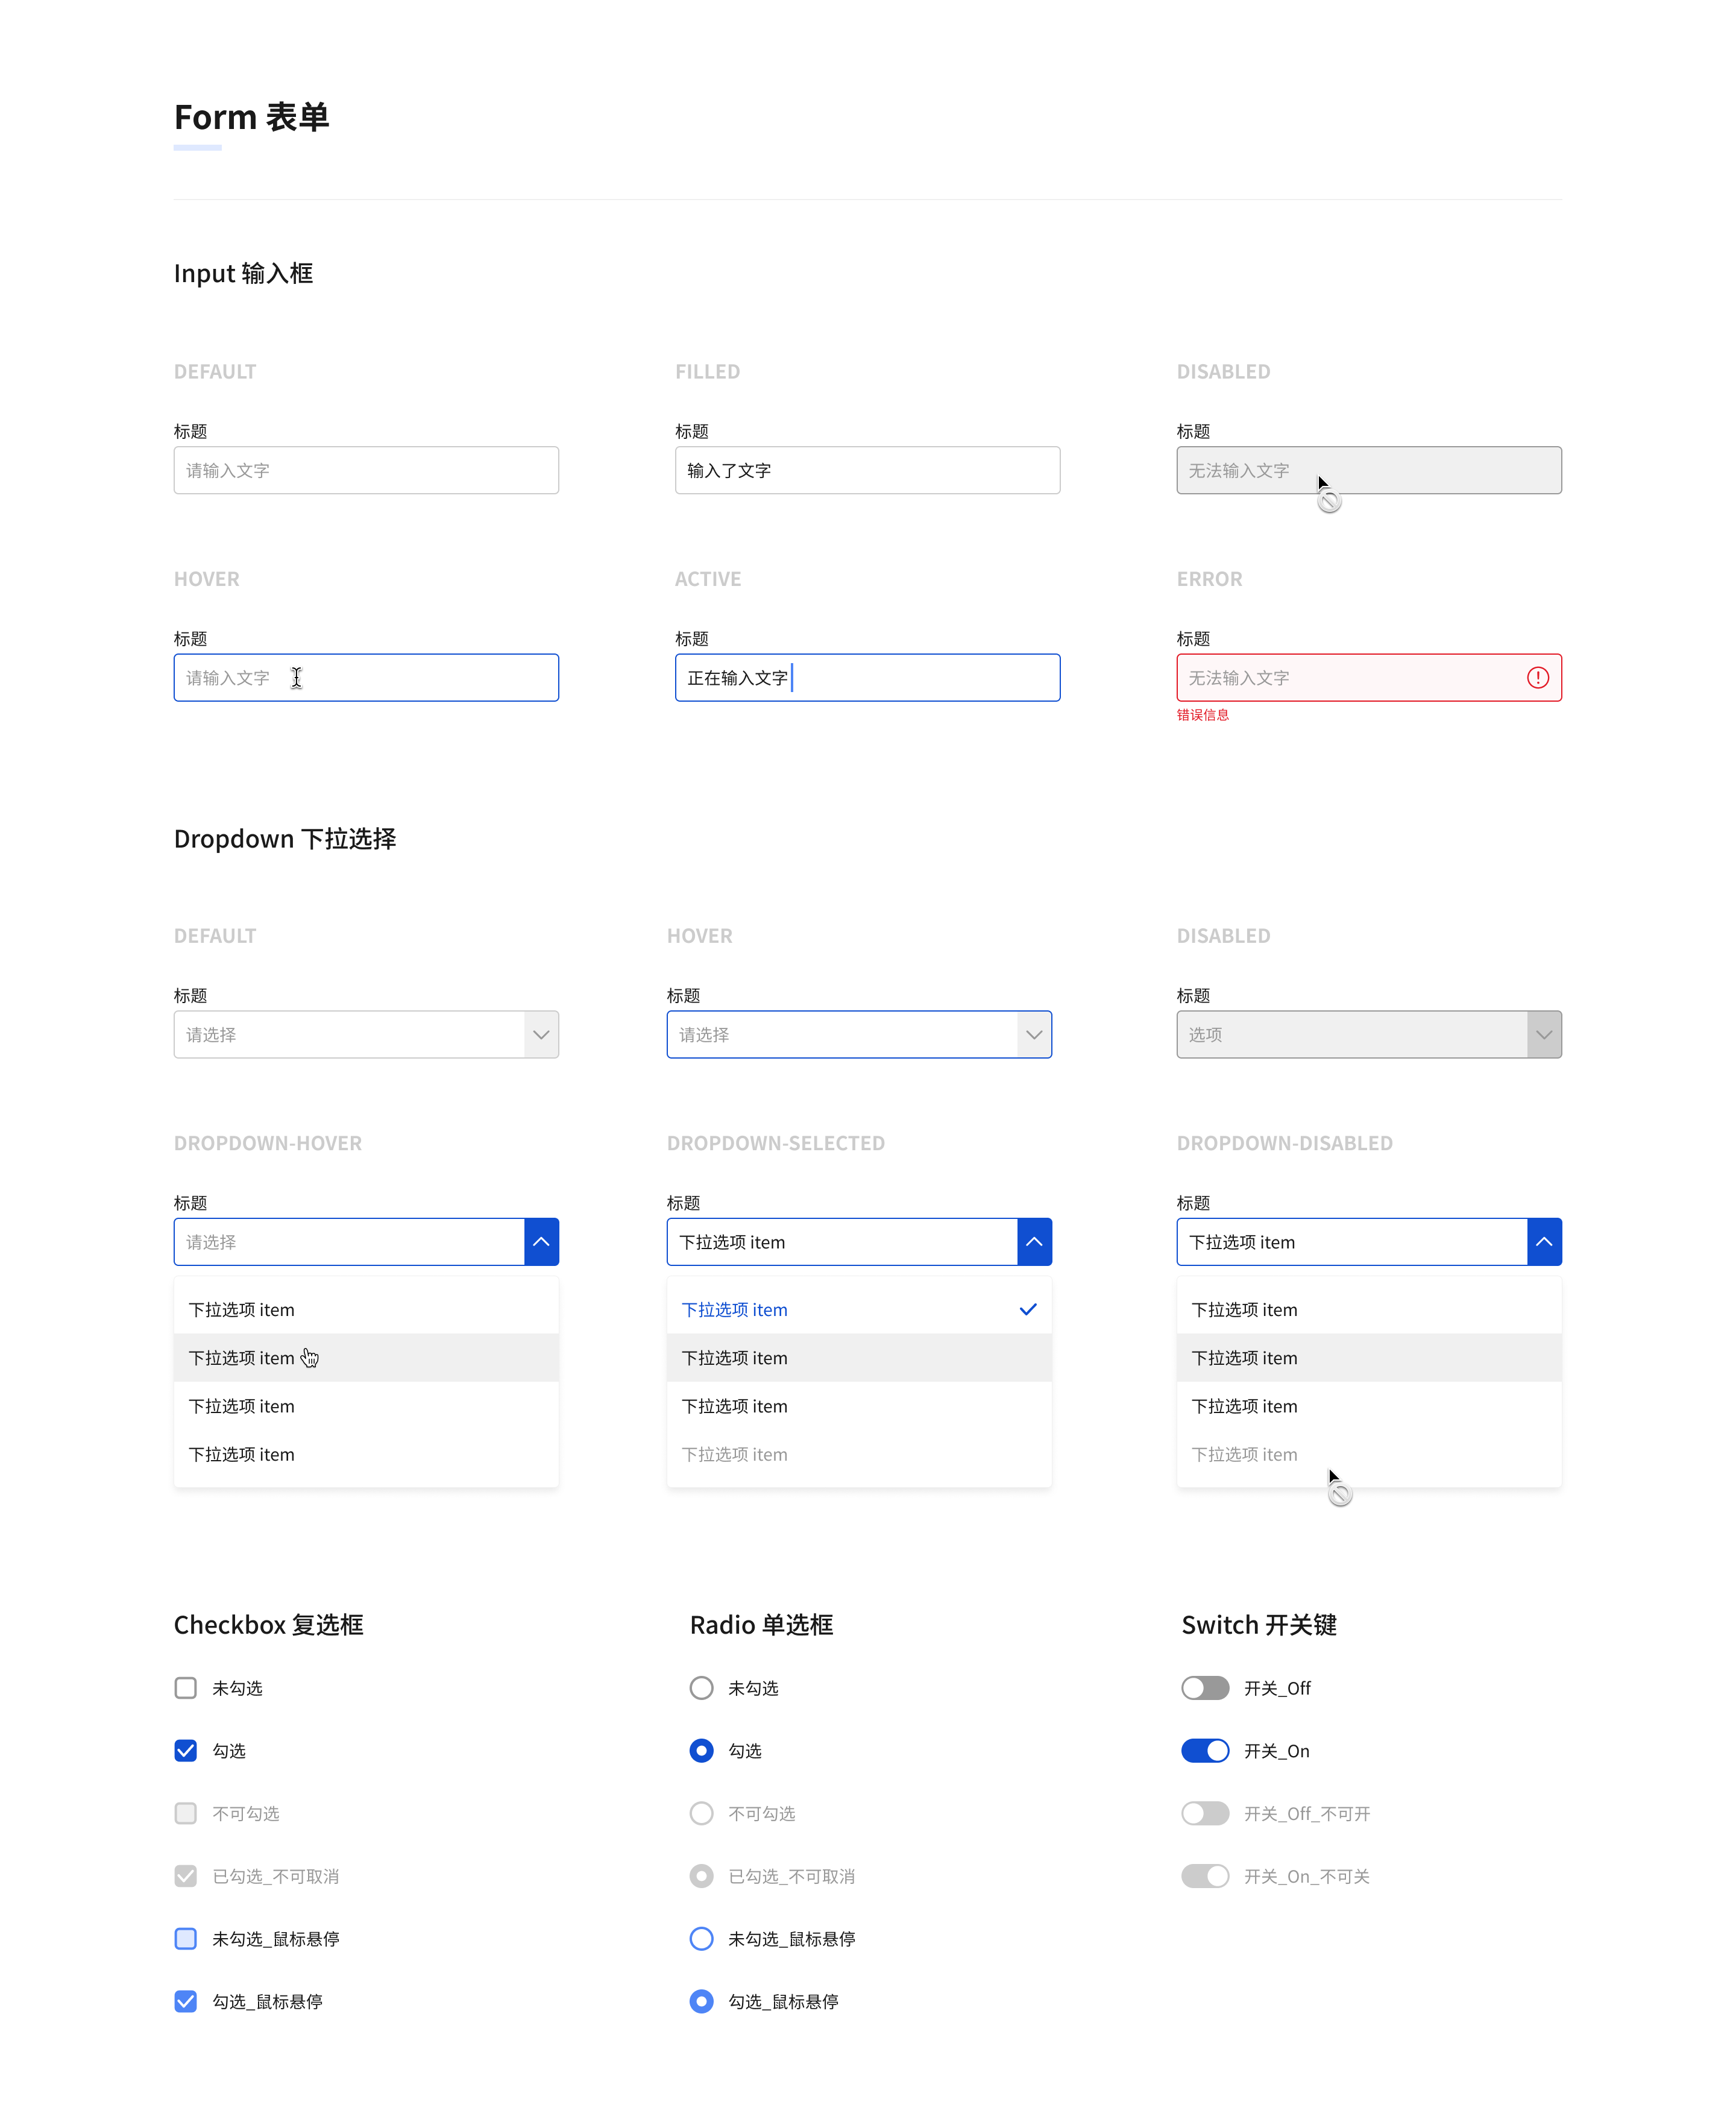 Form 表单
Input 输入框
DEFAULT
FILLED
DISABLED
标题
标题
标题
请输入文字
输入了文字
无法输入文字
HOVER
ACTIVE
ERROR
标题
标题
标题
请输入文字
正在输入文字
无法输入文字
错误信息
Dropdown 下拉选择
DEFAULT
HOVER
DISABLED
标题
标题
标题
请选择
请选择
选项
DROPDOWN-HOVER
DROPDOWN-SELECTED
DROPDOWN-DISABLED
标题
标题
标题
请选择
下拉选项 item
下拉选项 item
下拉选项 item
下拉选项 item
下拉选项 item
下拉选项 item
下拉选项 item
下拉选项 item
下拉选项 item
下拉选项 item
下拉选项 item
下拉选项 item
下拉选项 item
下拉选项 item
Checkbox 复选框
未勾选
勾选
不可勾选
已勾选_不可取消
未勾选_鼠标悬停
勾选_鼠标悬停
Radio 单选框
未勾选
勾选
不可勾选
已勾选_不可取消
未勾选_鼠标悬停
勾选_鼠标悬停
Switch 开关键
开关_Off
开关_On
开关_Off_不可开
开关_On_不可关